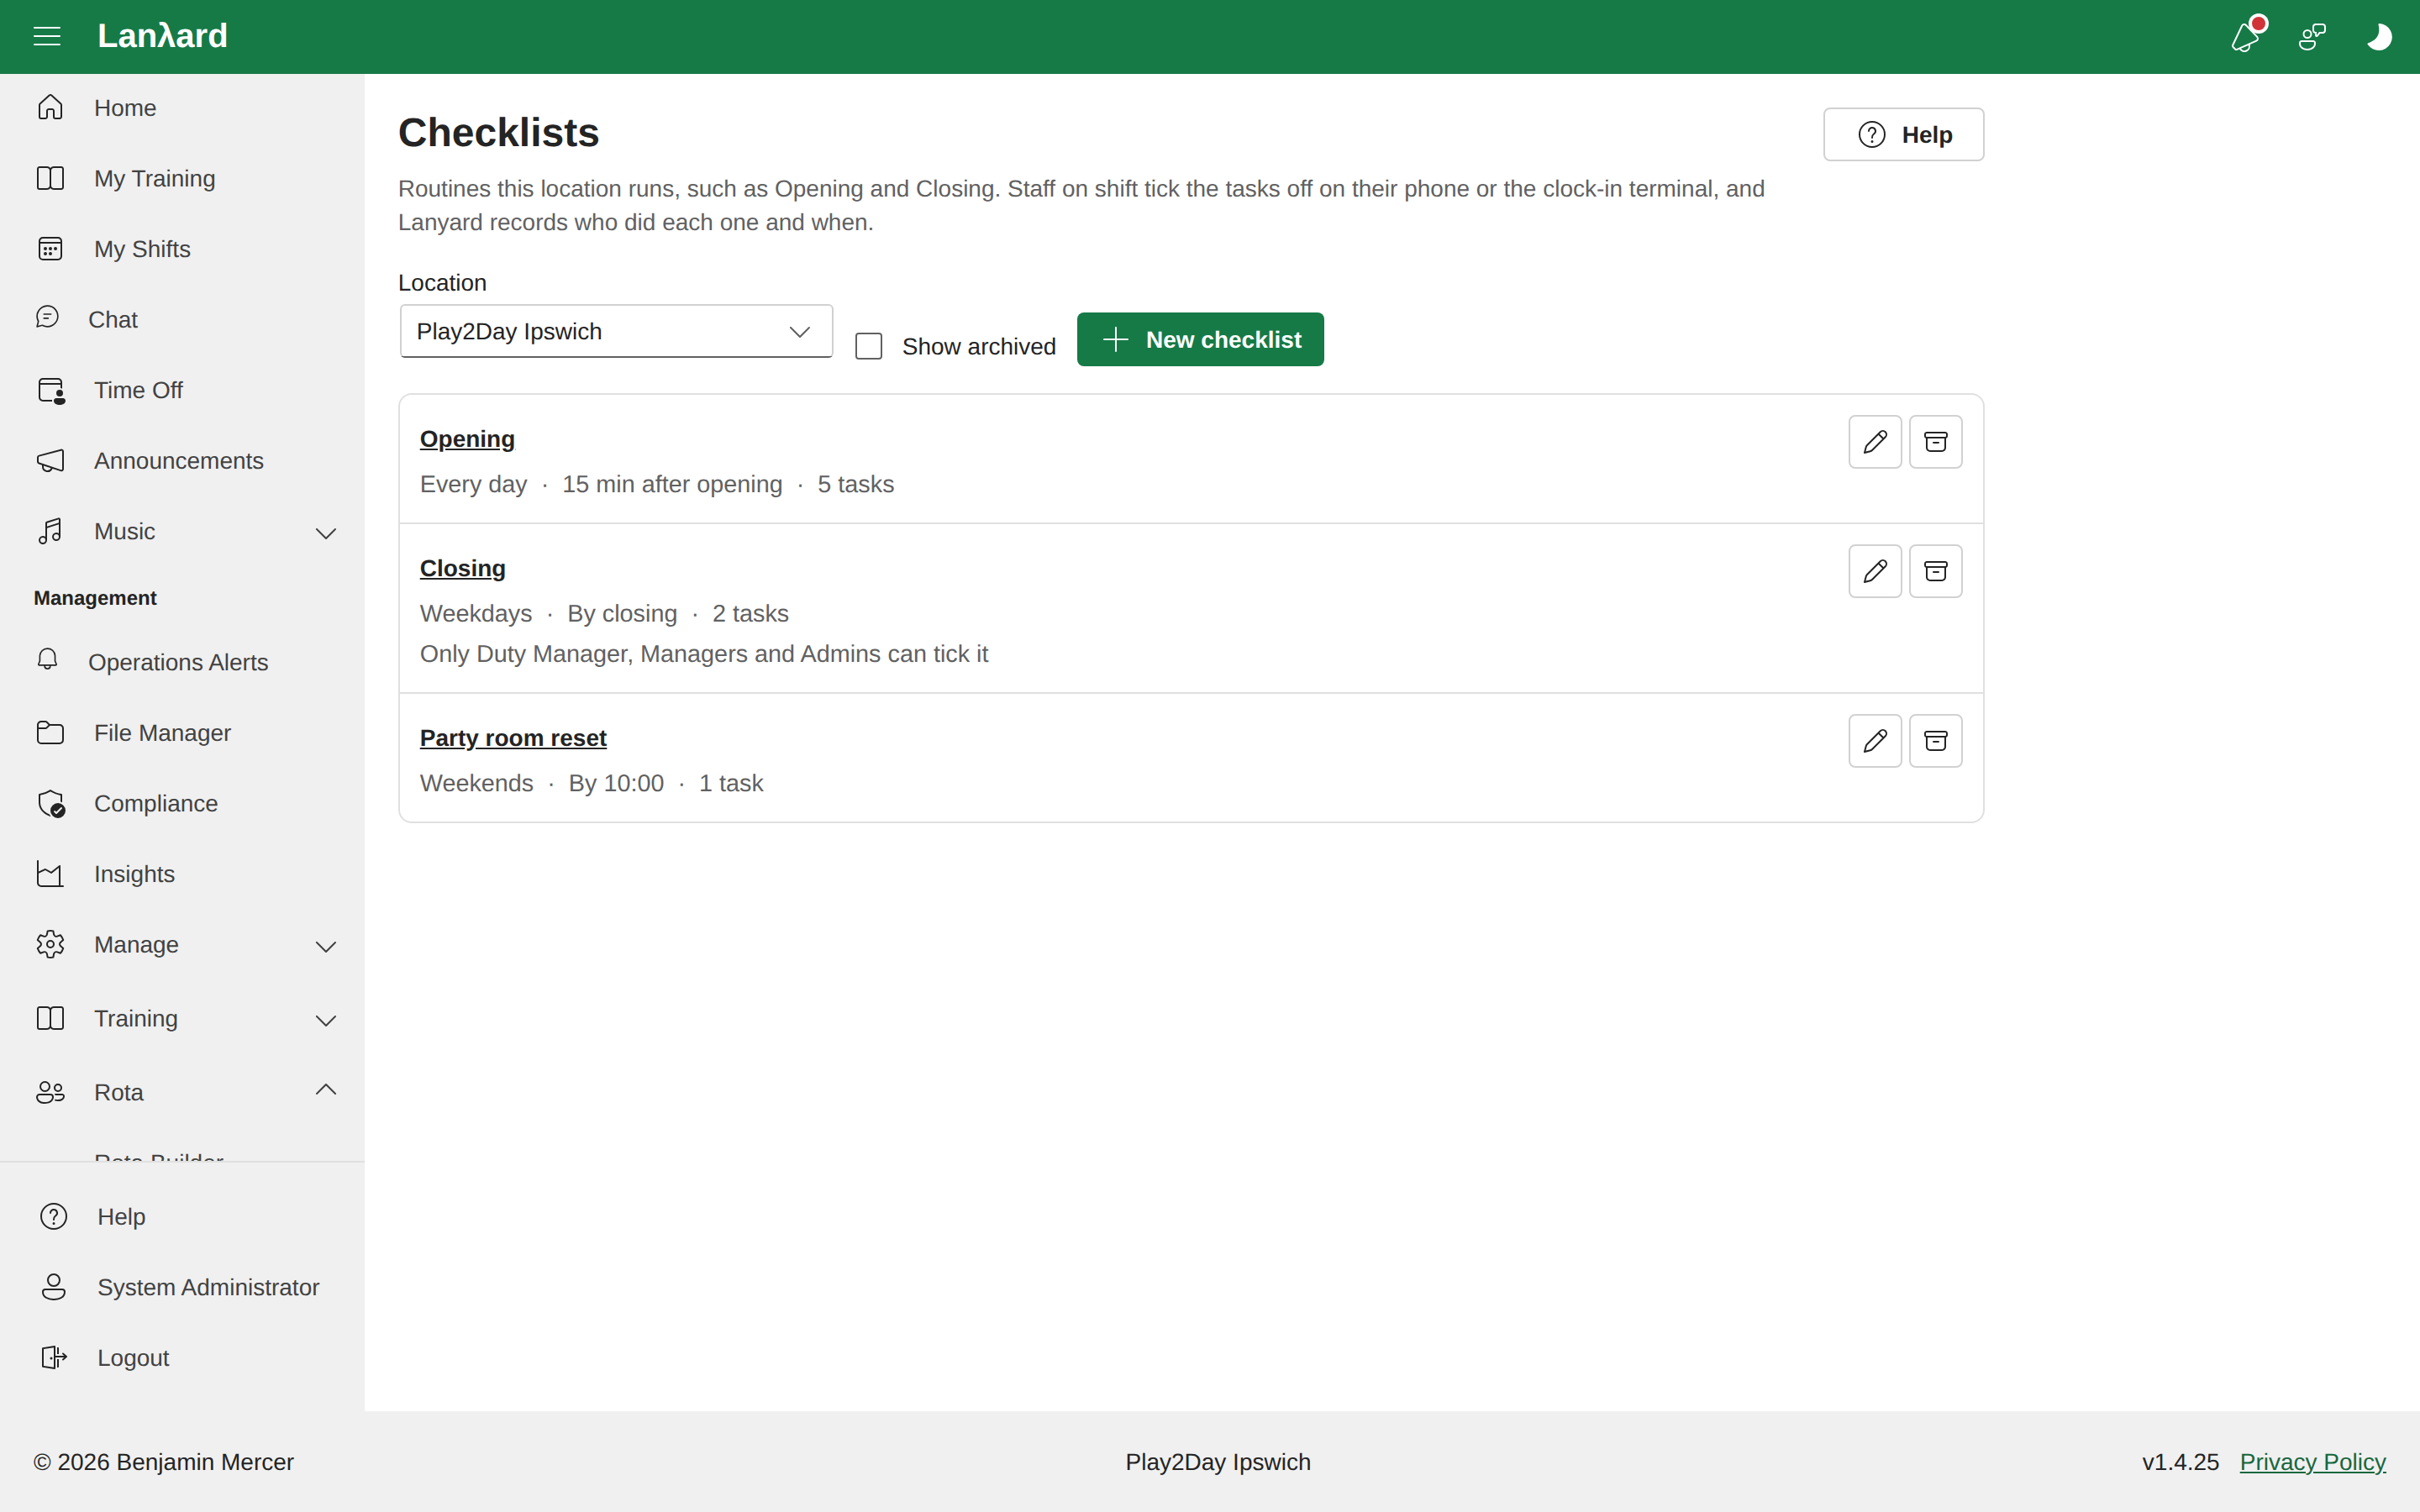 Lanλard
Home
My Training
My Shifts
Chat
Time Off
Announcements
Music
Management
Operations Alerts
File Manager
Compliance
Insights
Manage
Training
Rota
Rota Builder
Help
System Administrator
Logout
Checklists
Help
Routines this location runs, such as Opening and Closing. Staff on shift tick the tasks off on their phone or the clock-in terminal, and
Lanyard records who did each one and when.
Location
Play2Day Ipswich
Show archived
New checklist
Opening
Every day · 15 min after opening · 5 tasks
Closing
Weekdays · By closing · 2 tasks
Only Duty Manager, Managers and Admins can tick it
Party room reset
Weekends · By 10:00 · 1 task
© 2026 Benjamin Mercer
Play2Day Ipswich
v1.4.25 Privacy Policy